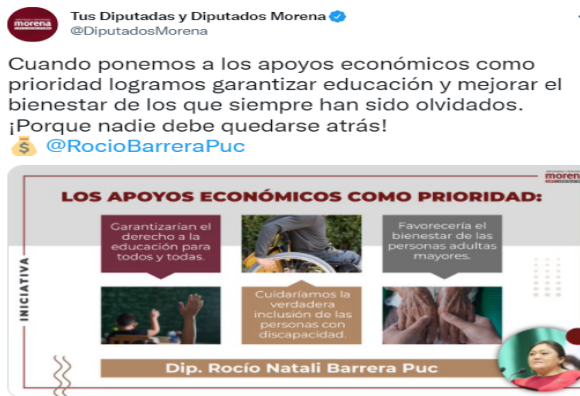 morena
Tus Diputadas y Diputados Morena
@DiputadosMorena
Cuando ponemos a los apoyos económicos como
prioridad logramos garantizar educación y mejorar el
bienestar de los que siempre han sido olvidados.
¡Porque nadie debe quedarse atrás!
@RocioBarreraPuc
morena
LOS APOYOS ECONÓMICOS COMO PRIORIDAD:
INICIATIVA
Garantizarían el
derecho a la
educación para
todos y todas.
Cuidaríamos la
verdadera
inclusión de las
personas con
discapacidad.
Favorecería el
bienestar de las
personas adultas
mayores.
Dip. Rocío Natali Barrera Puc